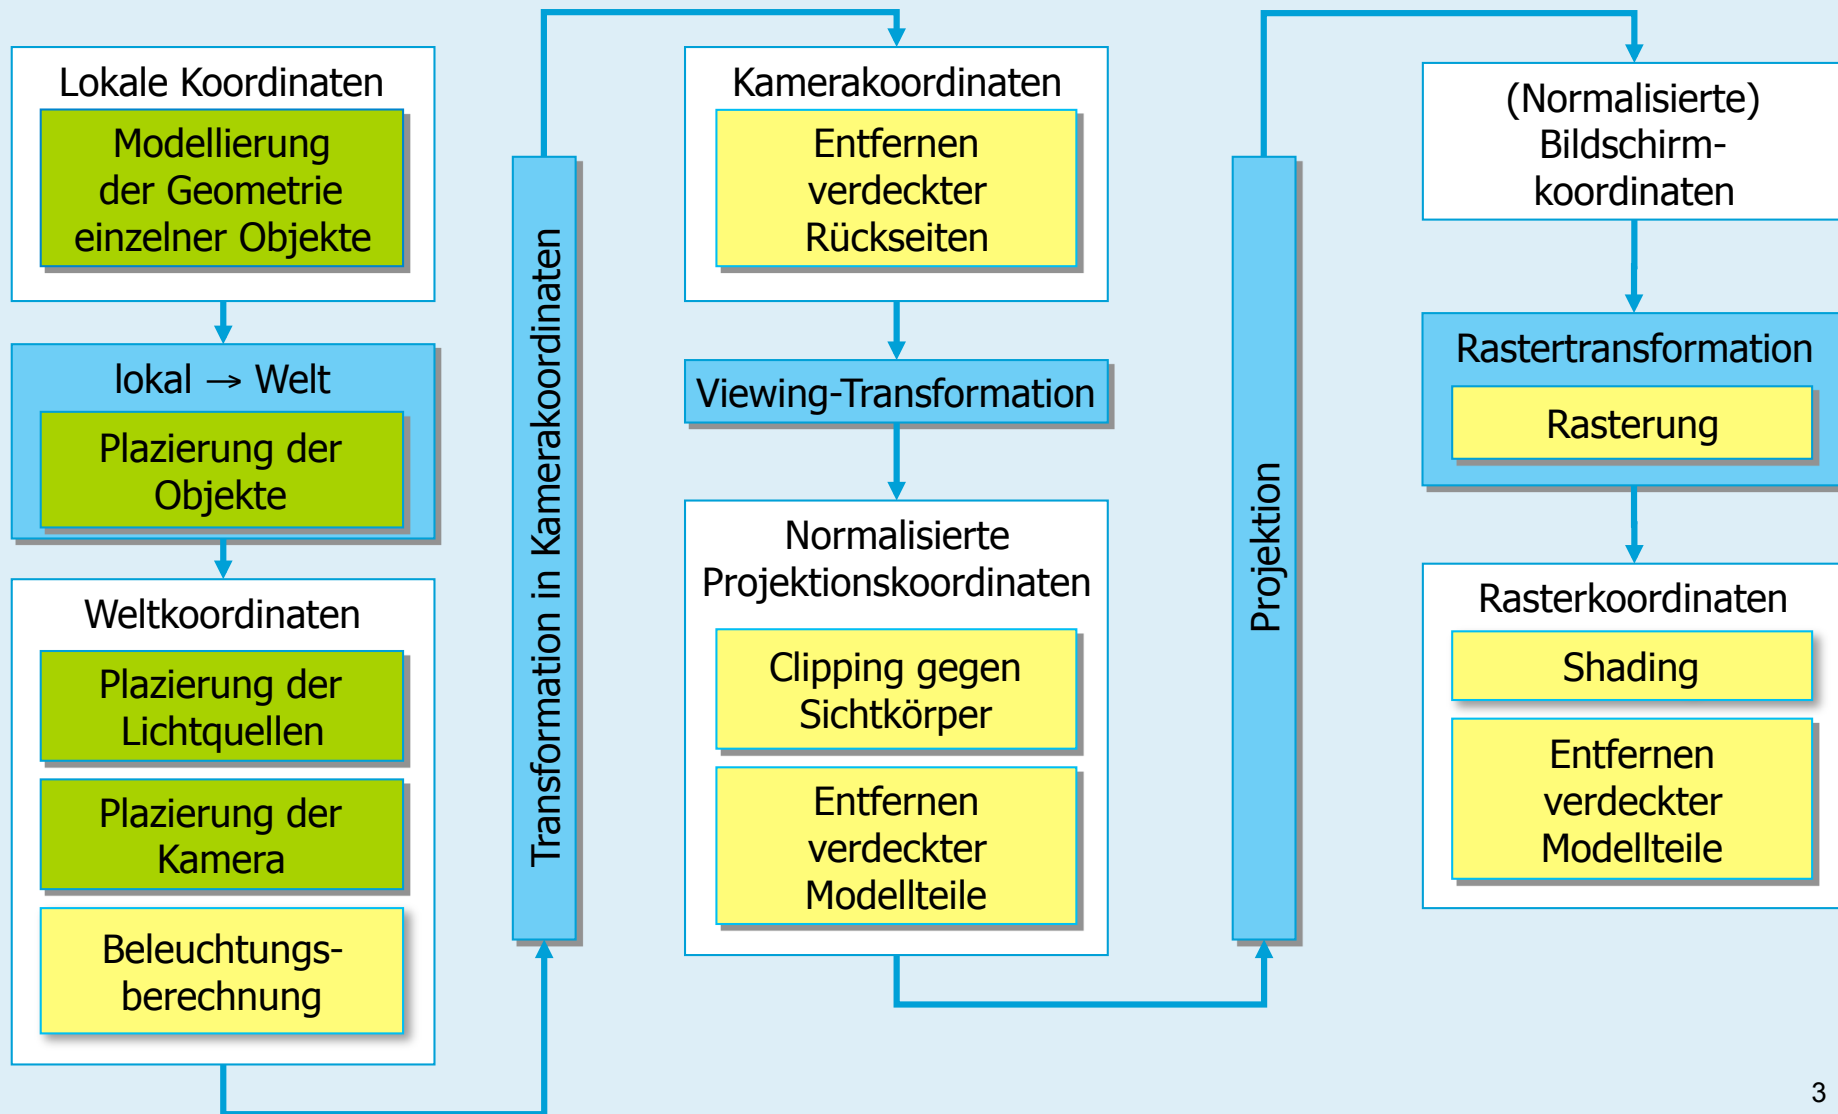 Lokale Koordinaten
Modellierung
der Geometrie
einzelner Objekte
lokal → Welt
Plazierung der
Objekte
Weltkoordinaten
Plazierung der
Lichtquellen
Plazierung der
Kamera
Beleuchtungs-
berechnung
Transformation in Kamerakoordinaten
Kamerakoordinaten
Entfernen
verdeckter
Rückseiten
Viewing-Transformation
Normalisierte
Projektionskoordinaten
Clipping gegen
Sichtkörper
Entfernen
verdeckter
Modellteile
Projektion
(Normalisierte)
Bildschirm-
koordinaten
Rastertransformation
Rasterung
Rasterkoordinaten
Shading
Entfernen
verdeckter
Modellteile
3